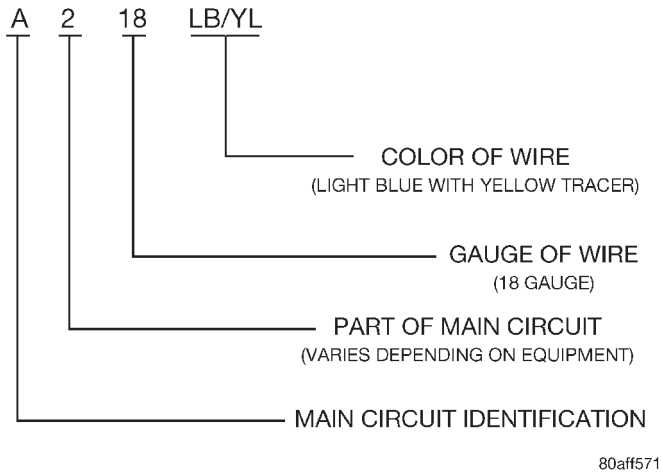 A 2 18 LB/YL
COLOR OF WIRE
(LIGHT BLUE WITH YELLOW TRACER)
GAUGE OF WIRE
(18 GAUGE)
PART OF MAIN CIRCUIT
(VARIES DEPENDING ON EQUIPMENT)
MAIN CIRCUIT IDENTIFICATION
80aff571